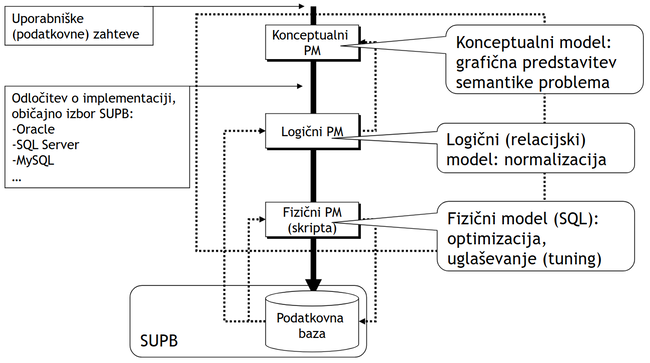 Uporabniške
(podatkovne) zahteve
Konceptualni
PM
Konceptualni model:
grafična predstavitev
semantike problema
Odločitev o implementaciji,
običajno izbor SUPB:
-Oracle
-SQL Server
-MySQL
...
Logični PM
Logični (relacijski)
model: normalizacija
Fizični PM
(skripta)
Fizični model (SQL):
optimizacija,
uglaševanje (tuning)
Podatkovna
baza
SUPB